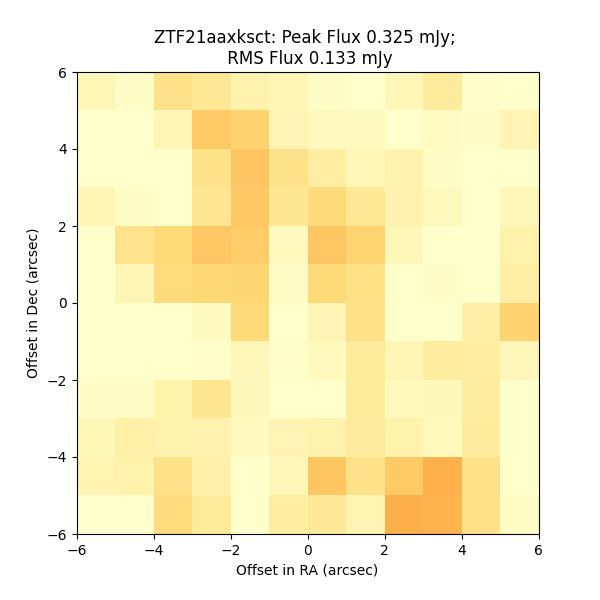 ZTF21aaxksct: Peak Flux 0.325 mJy;
RMS Flux 0.133 mJy
6
4
2
0
−2
−4
−6
Offset in Dec (arcsec)
−6 −4 −2 0 2 4 6
Offset in RA (arcsec)